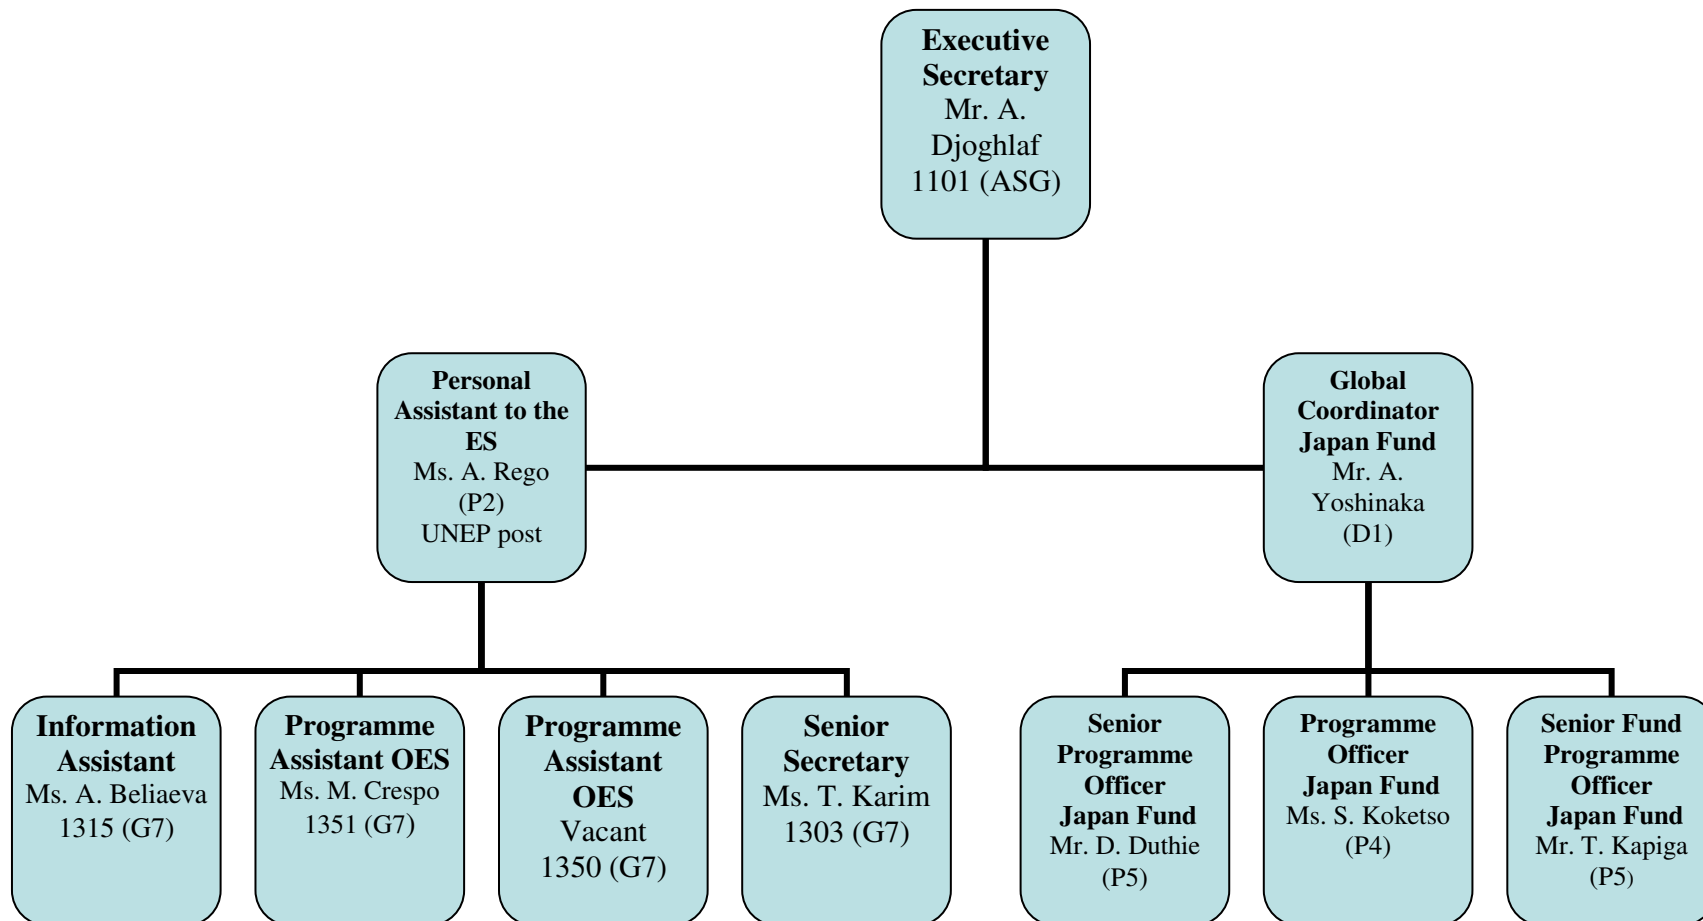 Executive
Secretary
Mr. A.
Djoghlaf
1101 (ASG)
Personal
Assistant to the
ES
Ms. A. Rego
(P2)
UNEP post
Global
Coordinator
Japan Fund
Mr. A.
Yoshinaka
(D1)
Information
Assistant
Ms. A. Beliaeva
1315 (G7)
Programme
Assistant OES
Ms. M. Crespo
1351 (G7)
Programme
Assistant
OES
Vacant
1350 (G7)
Senior
Secretary
Ms. T. Karim
1303 (G7)
Senior
Programme
Officer
Japan Fund
Mr. D. Duthie
(P5)
Programme
Officer
Japan Fund
Ms. S. Koketso
(P4)
Senior Fund
Programme
Officer
Japan Fund
Mr. T. Kapiga
(P5)